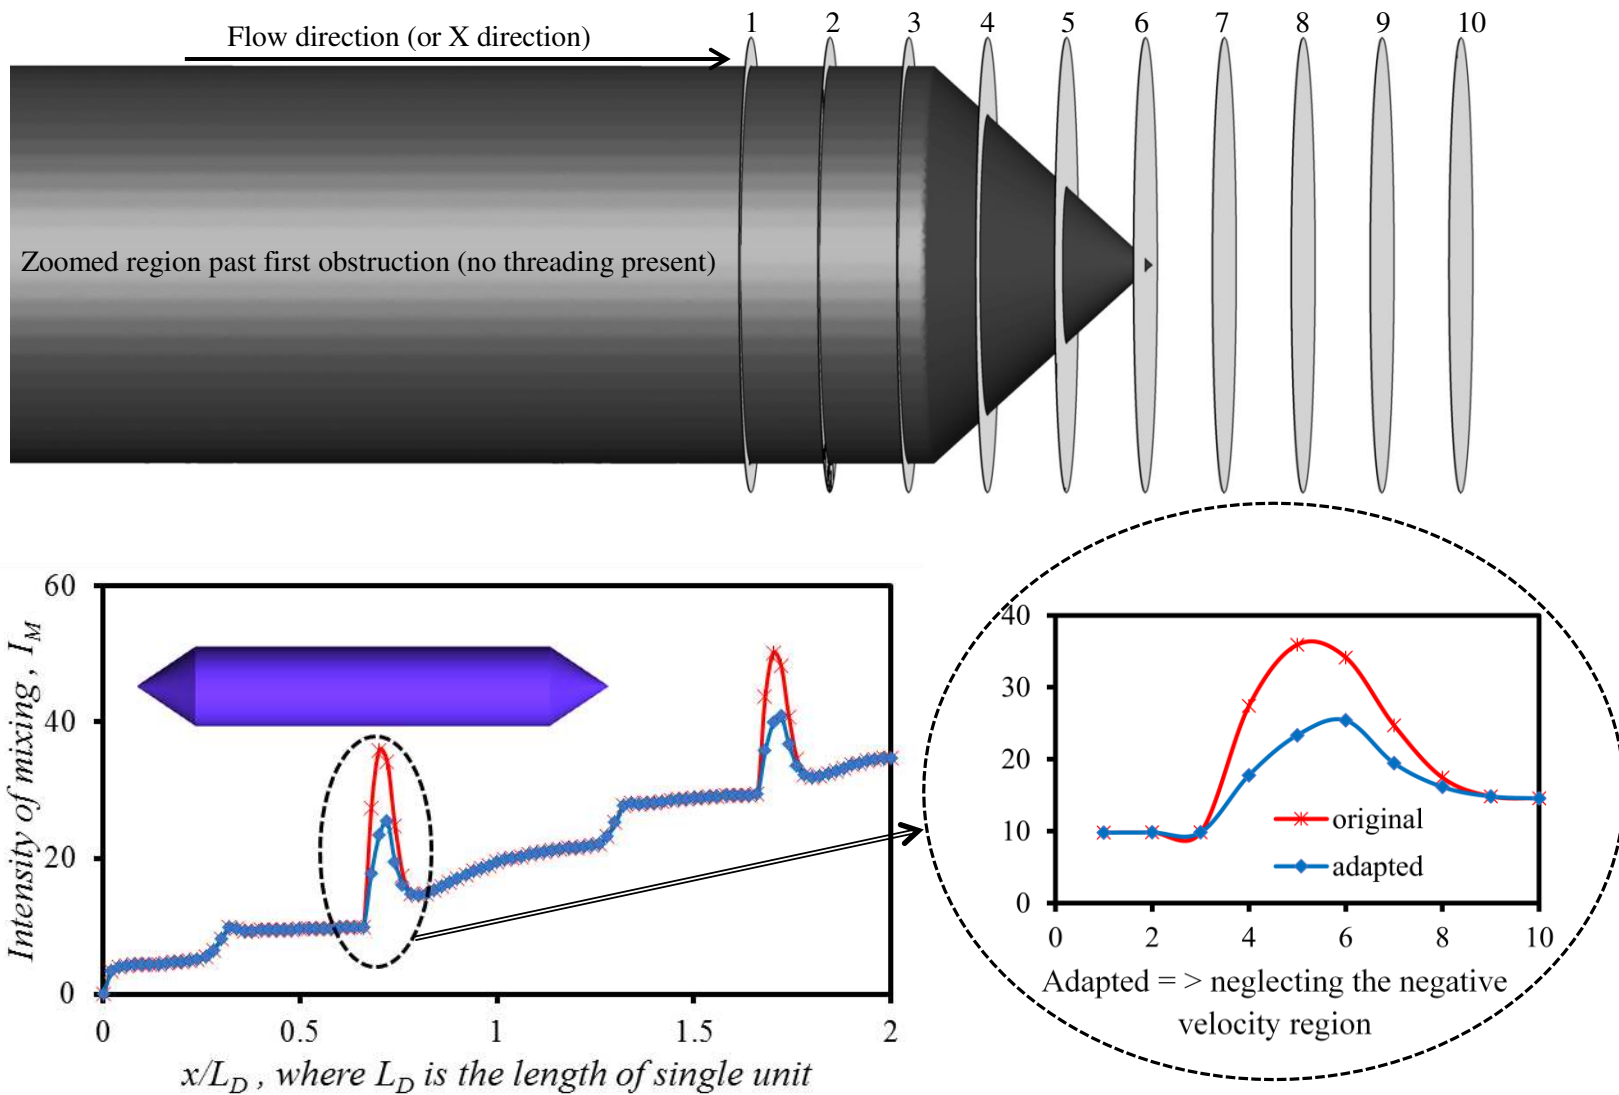 1 2 3 4 5 6 7 8 9 10
Flow direction (or X direction)
Zoomed region past first obstruction (no threading present)
60
40
20
0
0 0.5 1 1.5 2
Intensity of mixing , I_M
x/L_D , where L_D is the length of single unit
40
30
20
10
0
0 2 4 6 8 10
original
adapted
Adapted = > neglecting the negative
velocity region